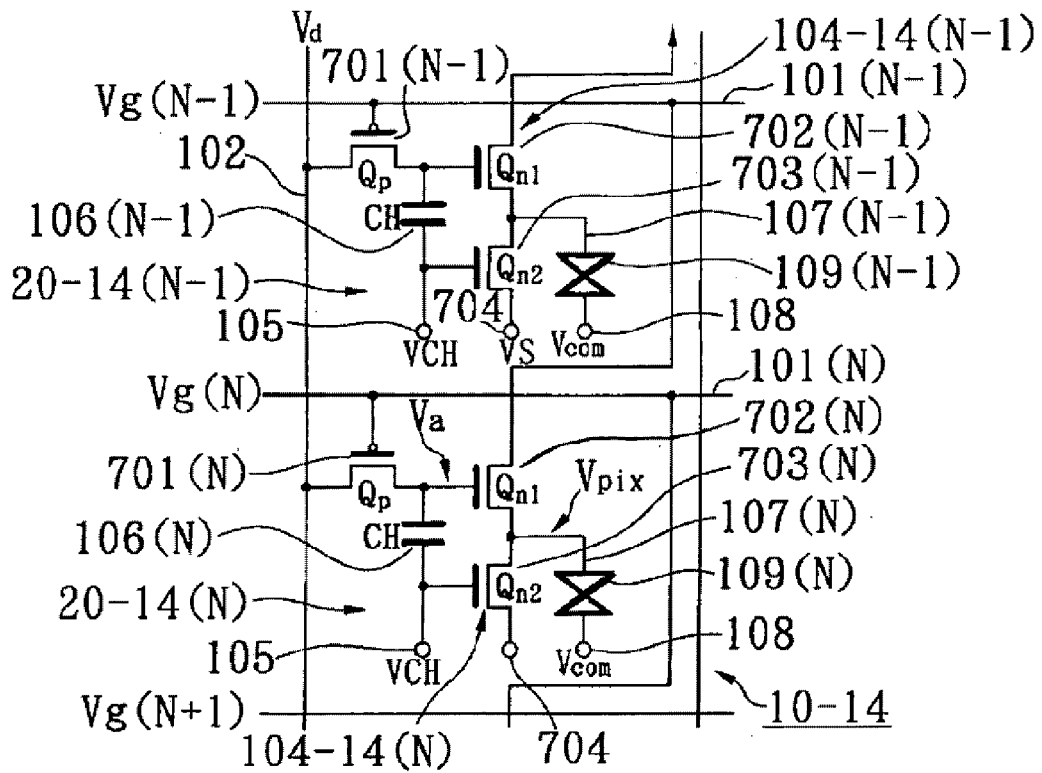 Vd
701(N-1)
104-14(N-1)
Vg(N-1)
101(N-1)
102
702(N-1)
Qp
Qn1
703(N-1)
106(N-1)
CH
107(N-1)
Qn2
109(N-1)
20-14(N-1)
704
105
108
VCH
VS
Vcom
Vg(N)
101(N)
Va
702(N)
701(N)
703(N)
Qp
Qn1
Vpix
107(N)
106(N)
CH
109(N)
Qn2
20-14(N)
108
105
VCH
Vcom
Vg(N+1)
10-14
104-14(N)
704